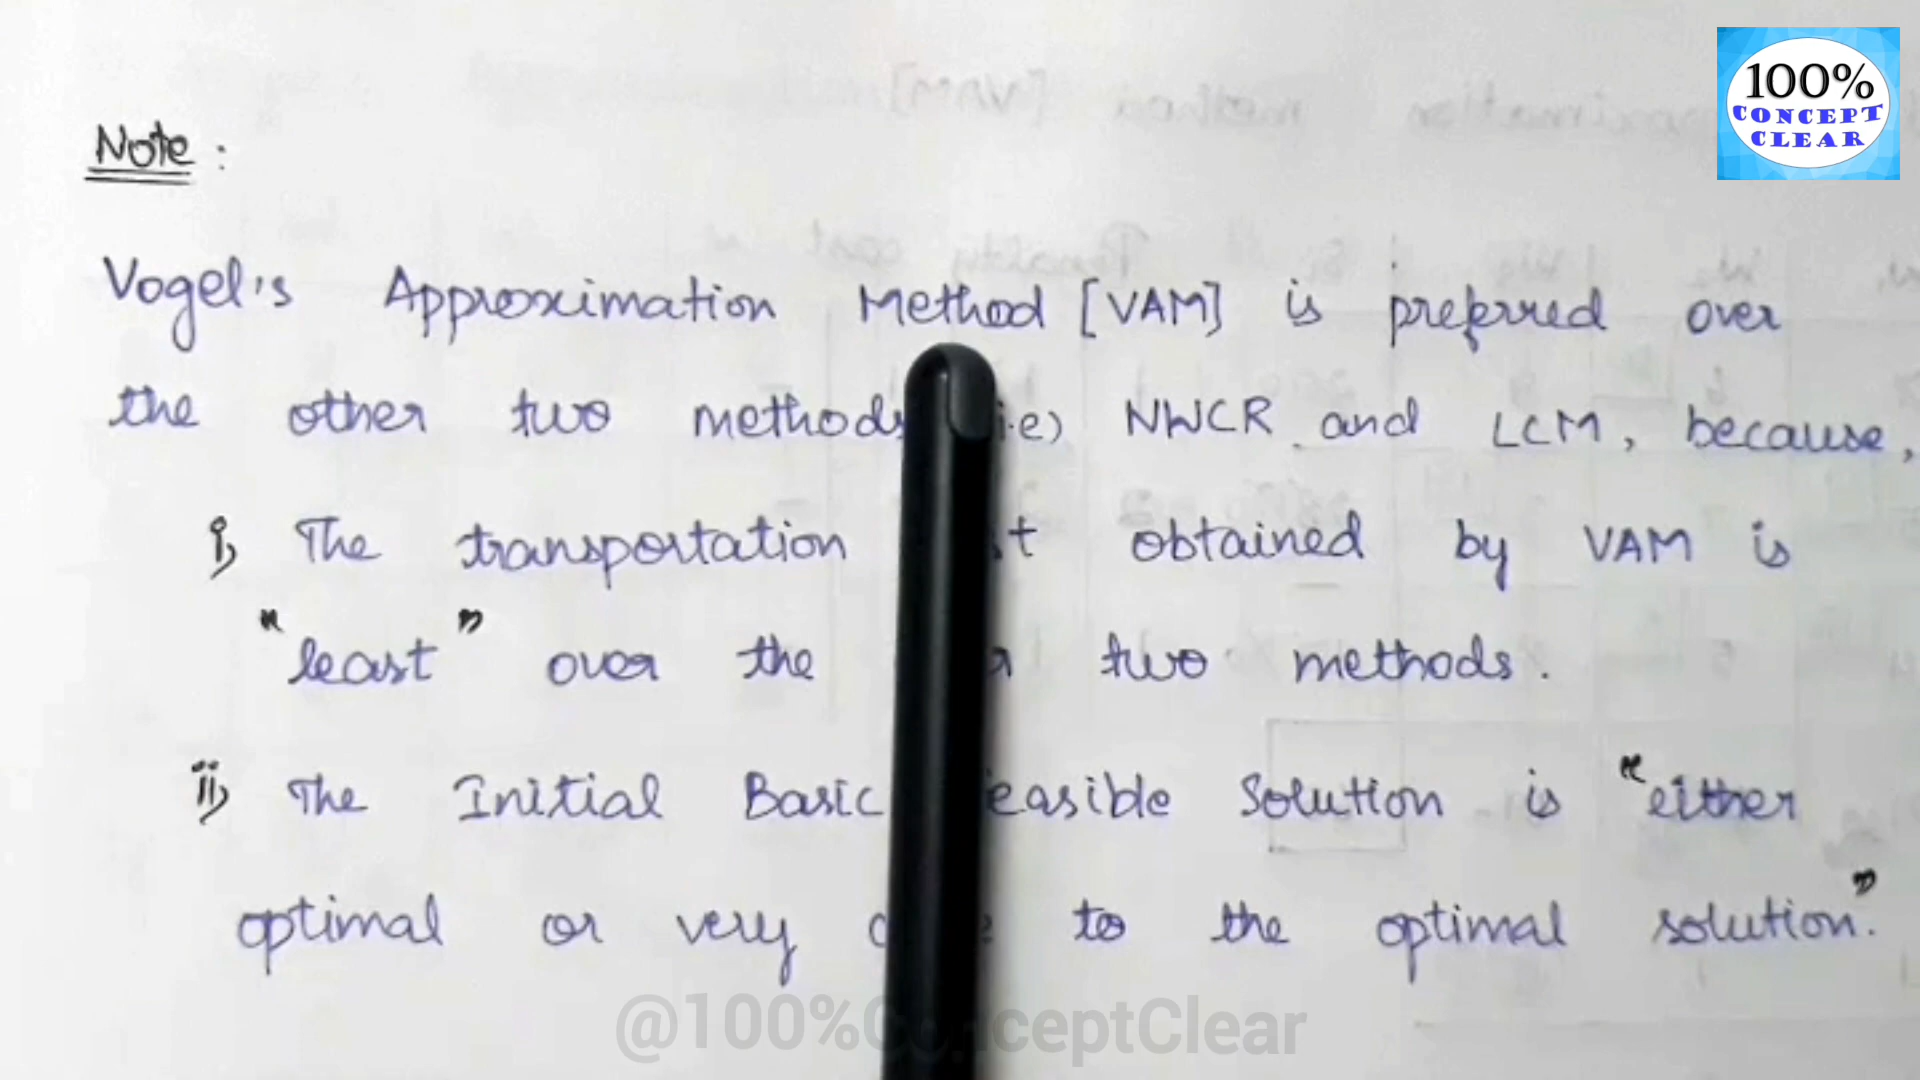 100%
CONCEPT
CLEAR
Note :
Vogel's Approximation Method [VAM] is preferred over
the other two methods i.e) NWCR and LCM, because,
i) The transportation obtained by VAM is
"least" over the two methods.
ii) The Initial Basic Feasible Solution is "either
optimal or very to the optimal solution".
@100%ConceptClear